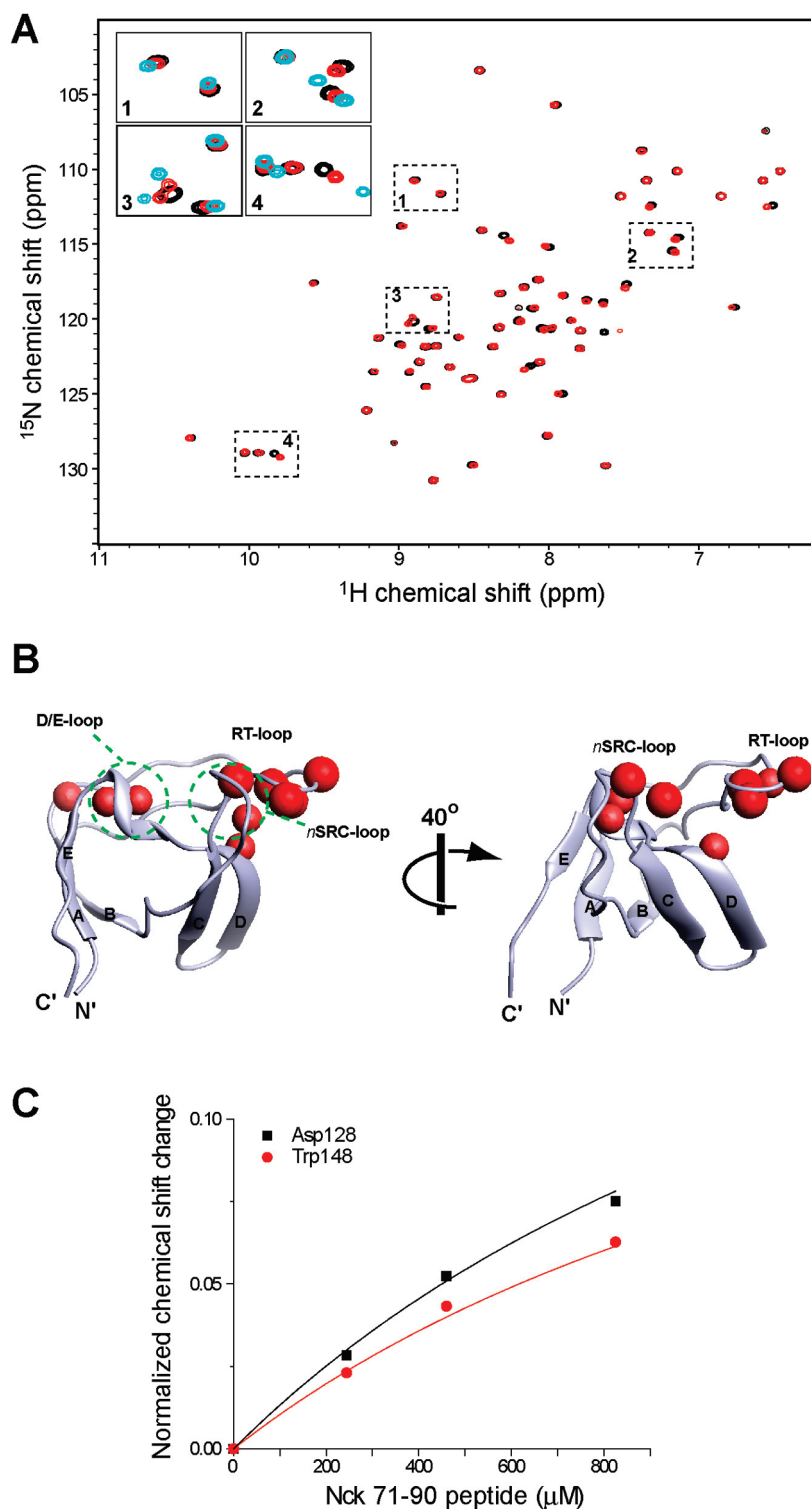 A
1
2
3
4
105
110
115
120
125
130
15N chemical shift (ppm)
1
2
3
4
11
10
9
8
7
1H chemical shift (ppm)
B
D/E-loop
RT-loop
nSRC-loop
E
A
B
C
D
C'
N'
40o
nSRC-loop
RT-loop
E
A
B
C
D
C'
N'
C
Normalized chemical shift change
0.10
0.05
0.00
Asp128
Trp148
0
200
400
600
800
Nck 71-90 peptide (μM)